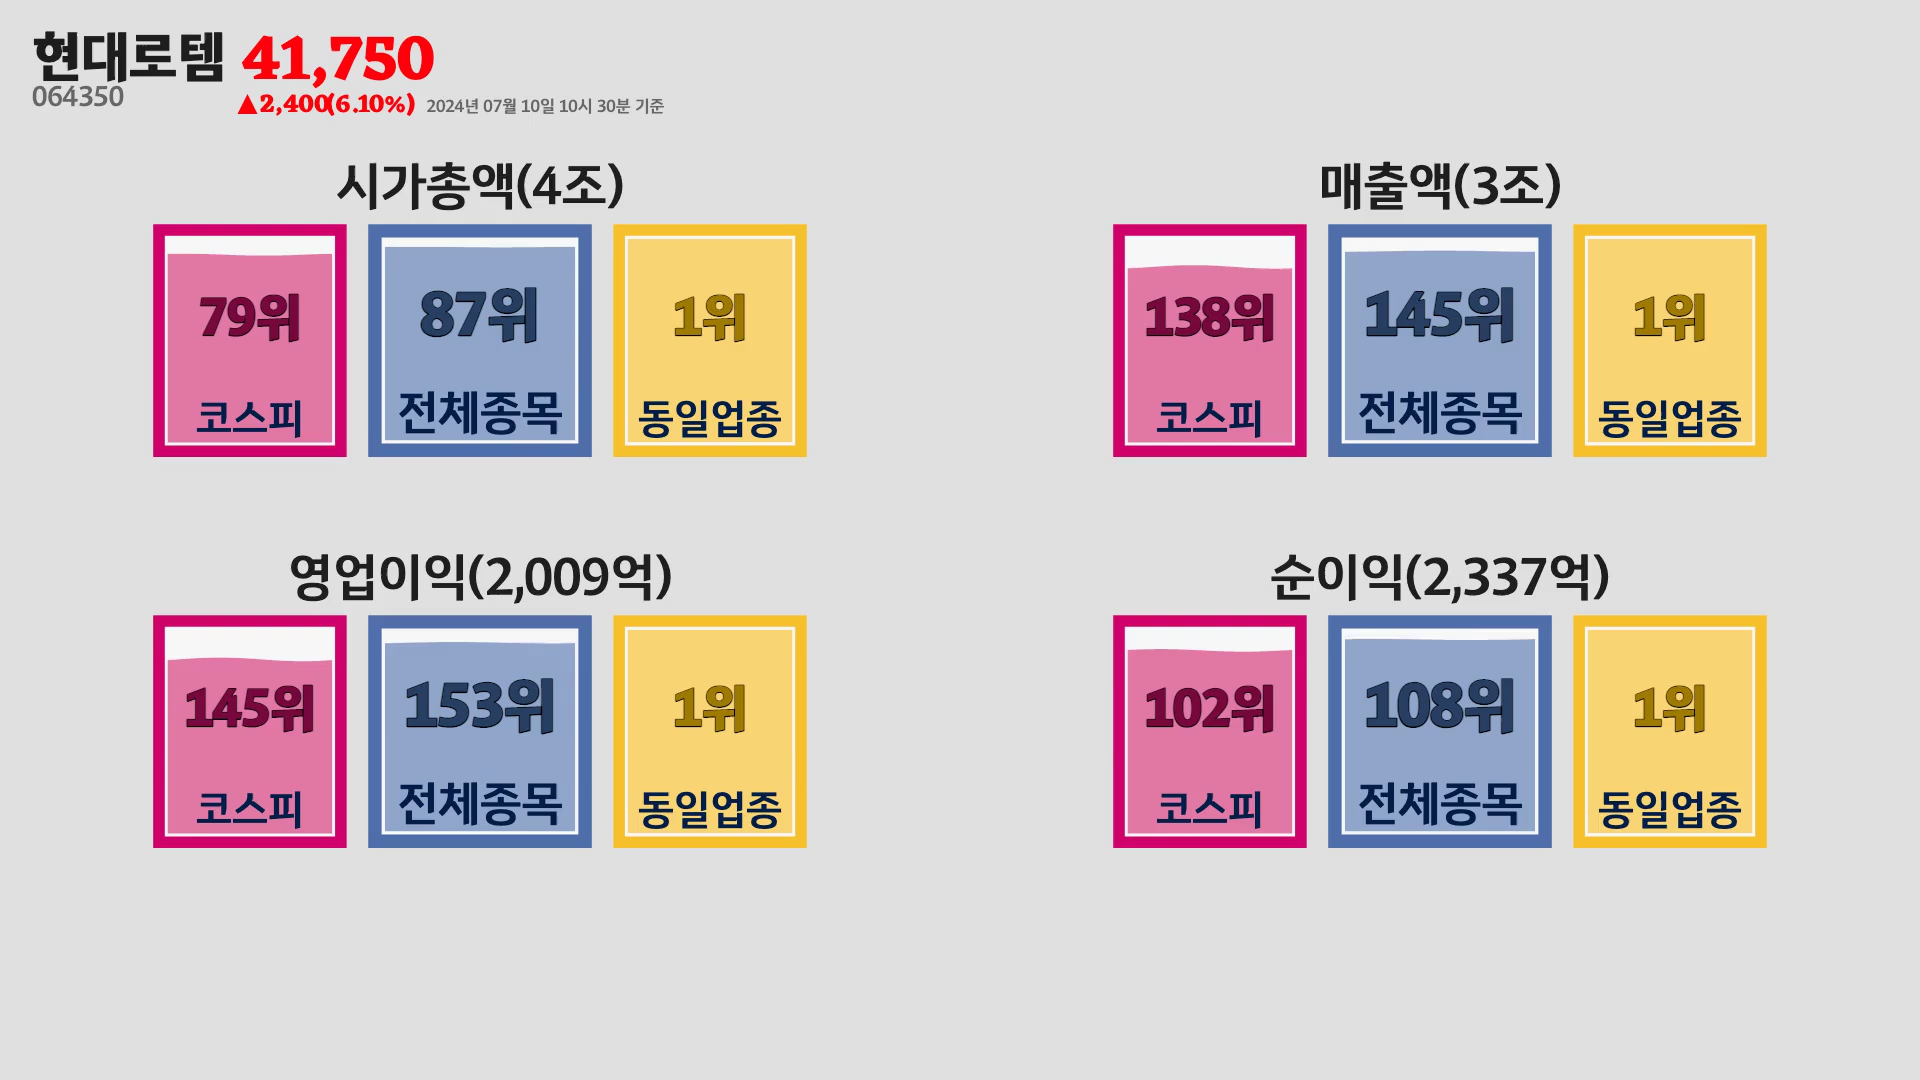 현대로템 41,750
064350
▲2,400(6.10%) 2024년 07월 10일 10시 30분 기준
시가총액(4조)
79위 87위 1위
코스피 전체종목 동일업종
매출액(3조)
138위 145위 1위
코스피 전체종목 동일업종
영업이익(2,009억)
145위 153위 1위
코스피 전체종목 동일업종
순이익(2,337억)
102위 108위 1위
코스피 전체종목 동일업종